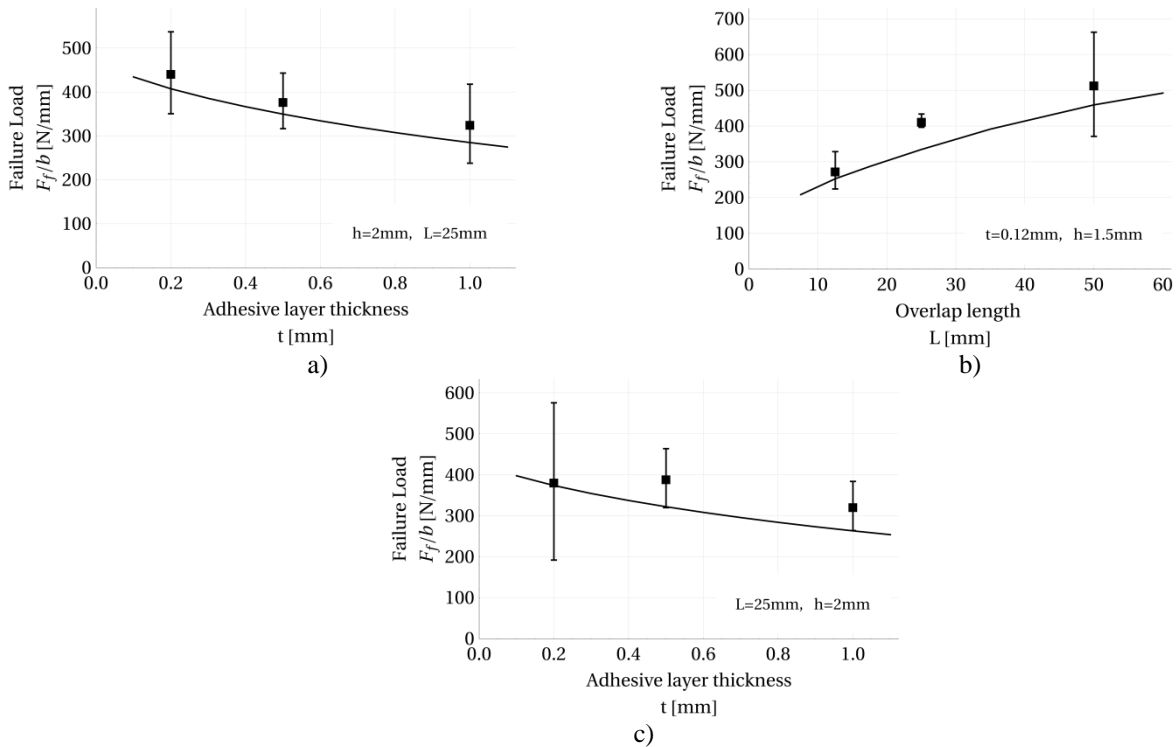 Failure Load
F_f/b [N/mm]
500
400
300
200
100
0
h=2mm, L=25mm
0.0 0.2 0.4 0.6 0.8 1.0
Adhesive layer thickness
t [mm]
a)
Failure Load
F_f/b [N/mm]
700
600
500
400
300
200
100
0
t=0.12mm, h=1.5mm
10 20 30 40 50 60
Overlap length
L [mm]
b)
Failure Load
F_f/b [N/mm]
600
500
400
300
200
100
0
L=25mm, h=2mm
0.0 0.2 0.4 0.6 0.8 1.0
Adhesive layer thickness
t [mm]
c)